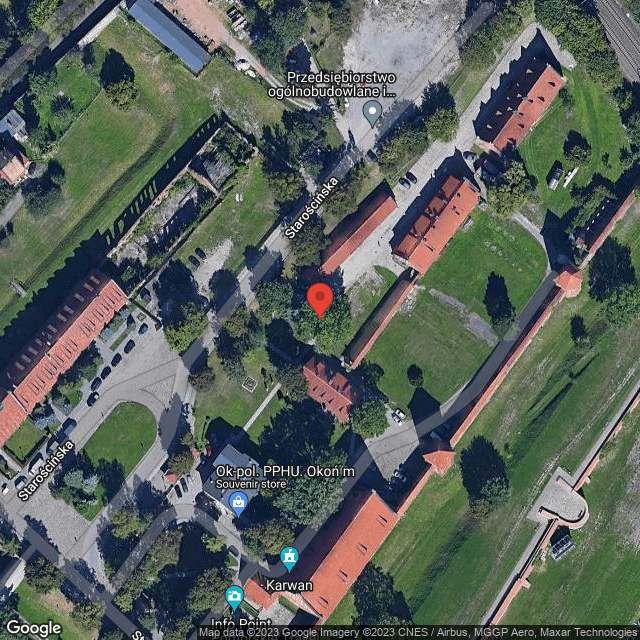 Przedsiębiorstwo
ogólnobudowlane i...
Starościńska
Starościńska
Ok-pol. PPHU. Okoń m
Souvenir store
Karwan
Info Point
St
Google
Map data ©2023 Google Imagery ©2023 CNES / Airbus, MGGP Aero, Maxar Technologies